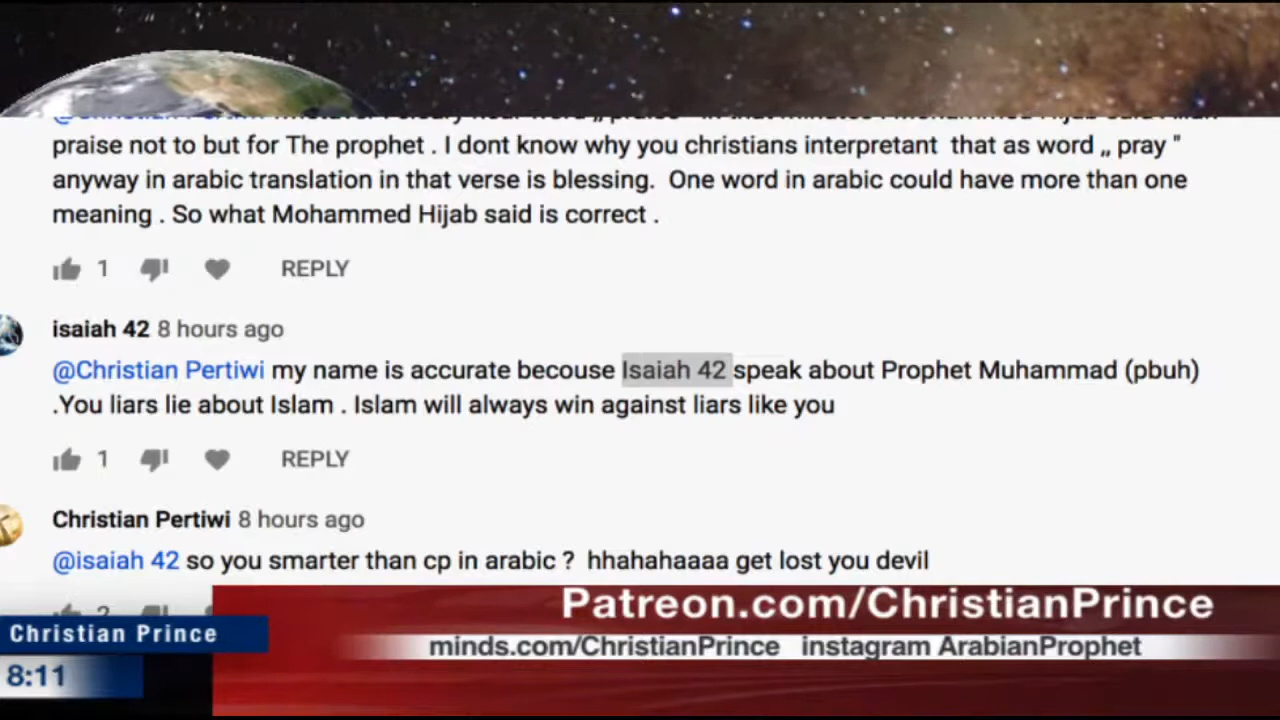 praise not to but for The prophet . I dont know why you christians interpretant that as word ,, pray "
anyway in arabic translation in that verse is blessing. One word in arabic could have more than one
meaning . So what Mohammed Hijab said is correct .
1 REPLY
isaiah 42 8 hours ago
@Christian Pertiwi my name is accurate becouse Isaiah 42 speak about Prophet Muhammad (pbuh)
.You liars lie about Islam . Islam will always win against liars like you
1 REPLY
Christian Pertiwi 8 hours ago
@isaiah 42 so you smarter than cp in arabic ? hhahahaaaa get lost you devil
Patreon.com/ChristianPrince
Christian Prince
minds.com/ChristianPrince instagram ArabianProphet
8:11